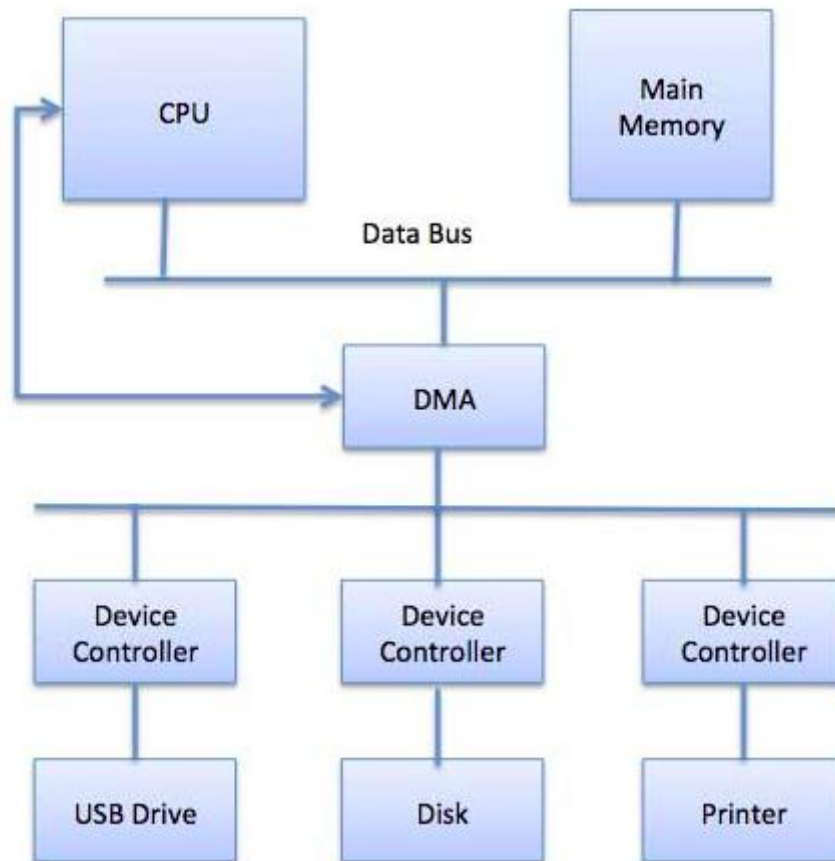 CPU
Main
Memory
Data Bus
DMA
Device
Controller
Device
Controller
Device
Controller
USB Drive
Disk
Printer